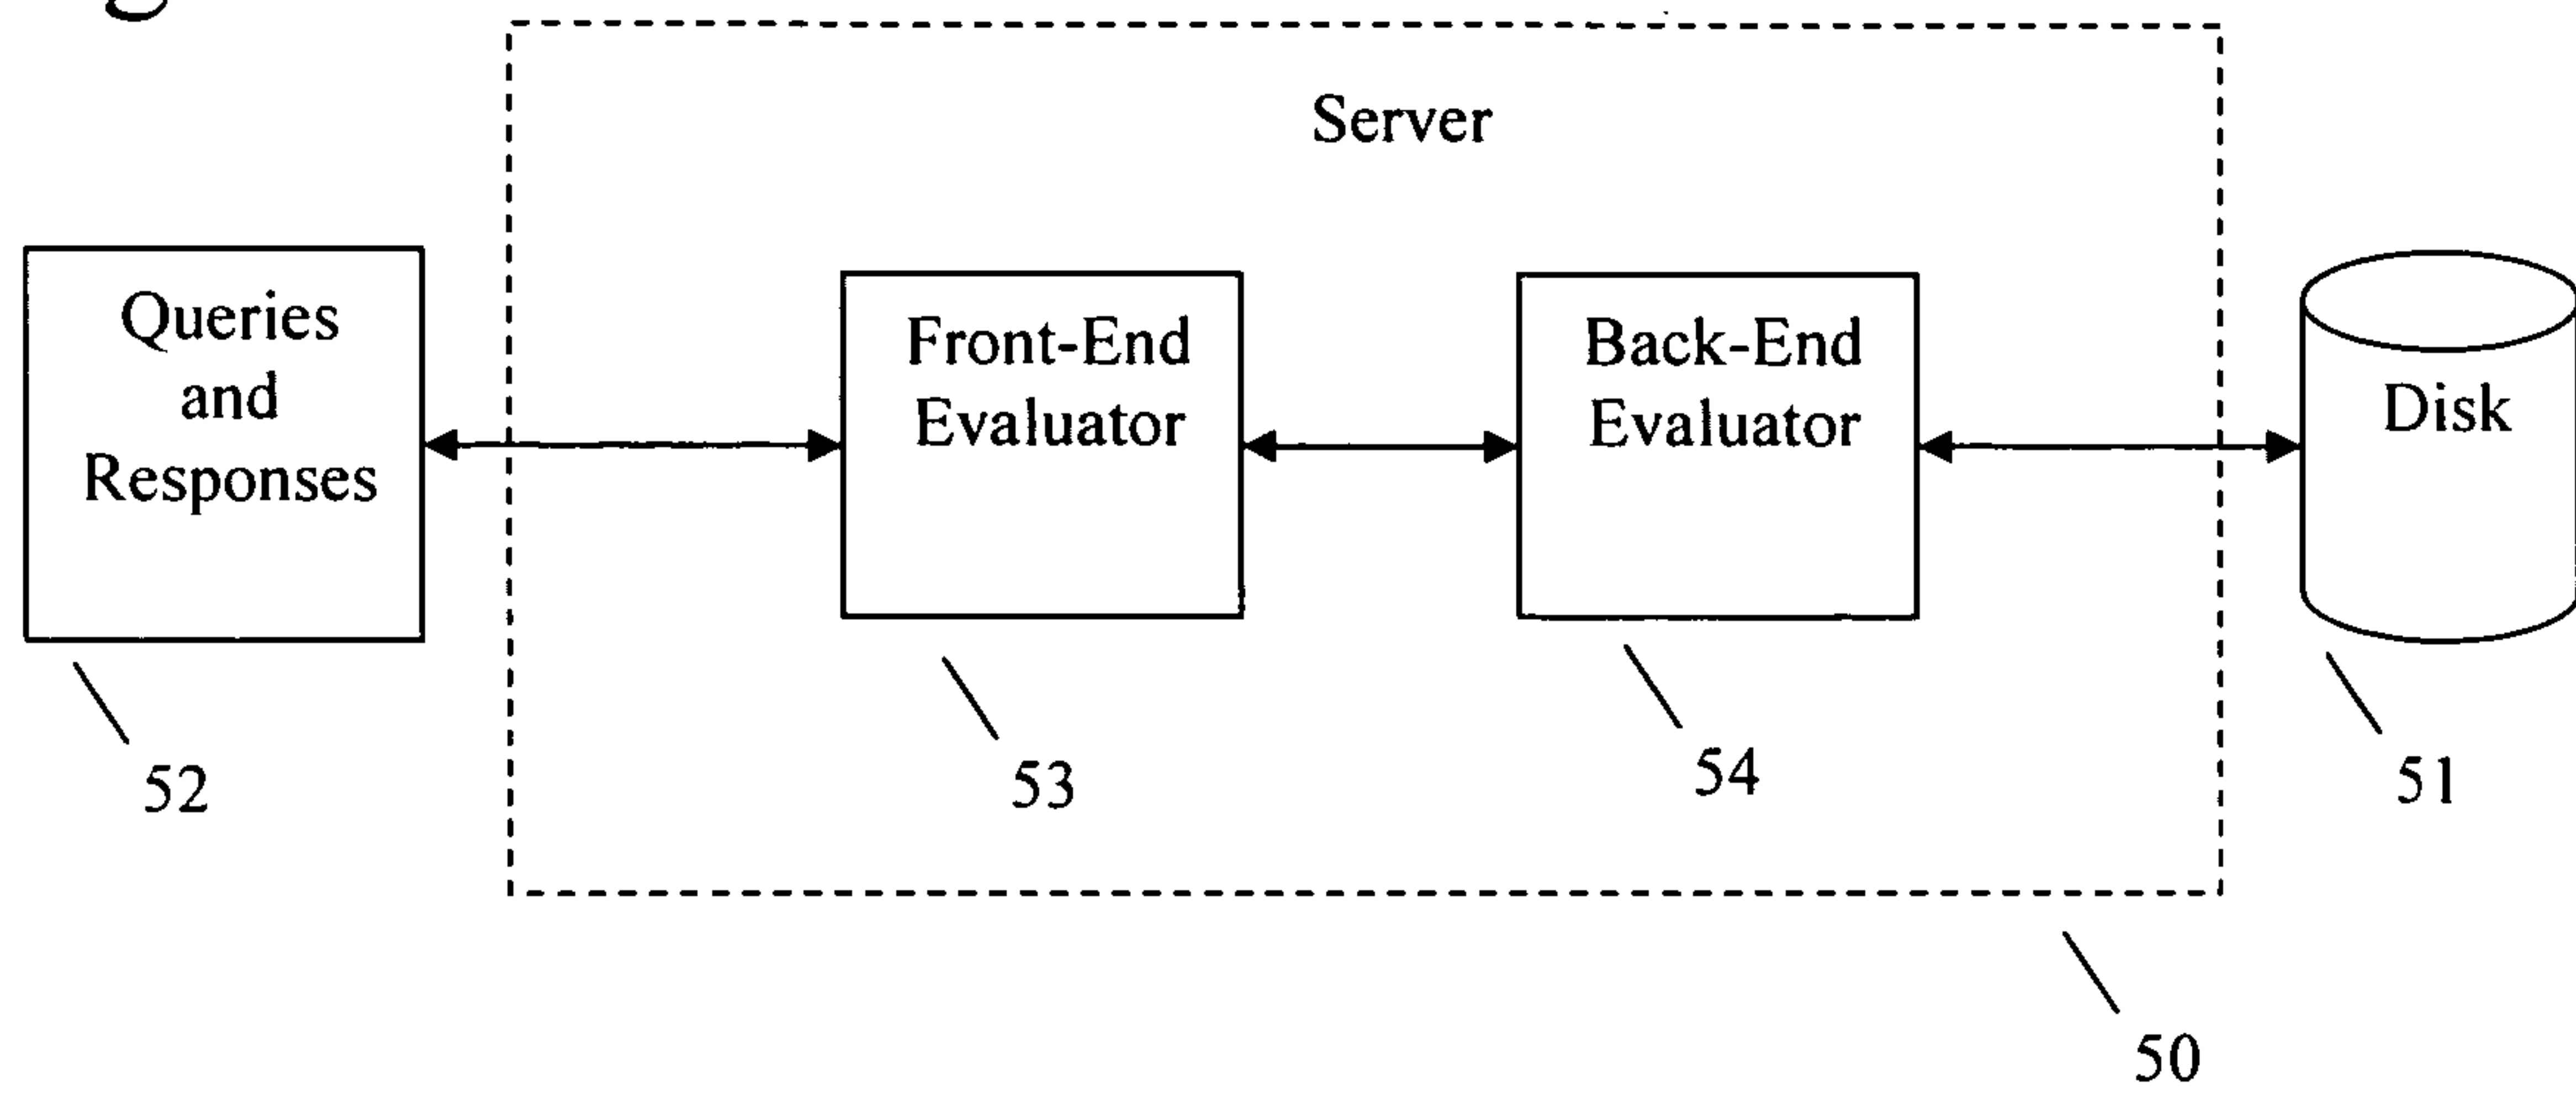 Server
Queries
and
Responses
Front-End
Evaluator
Back-End
Evaluator
Disk
52
53
54
51
50